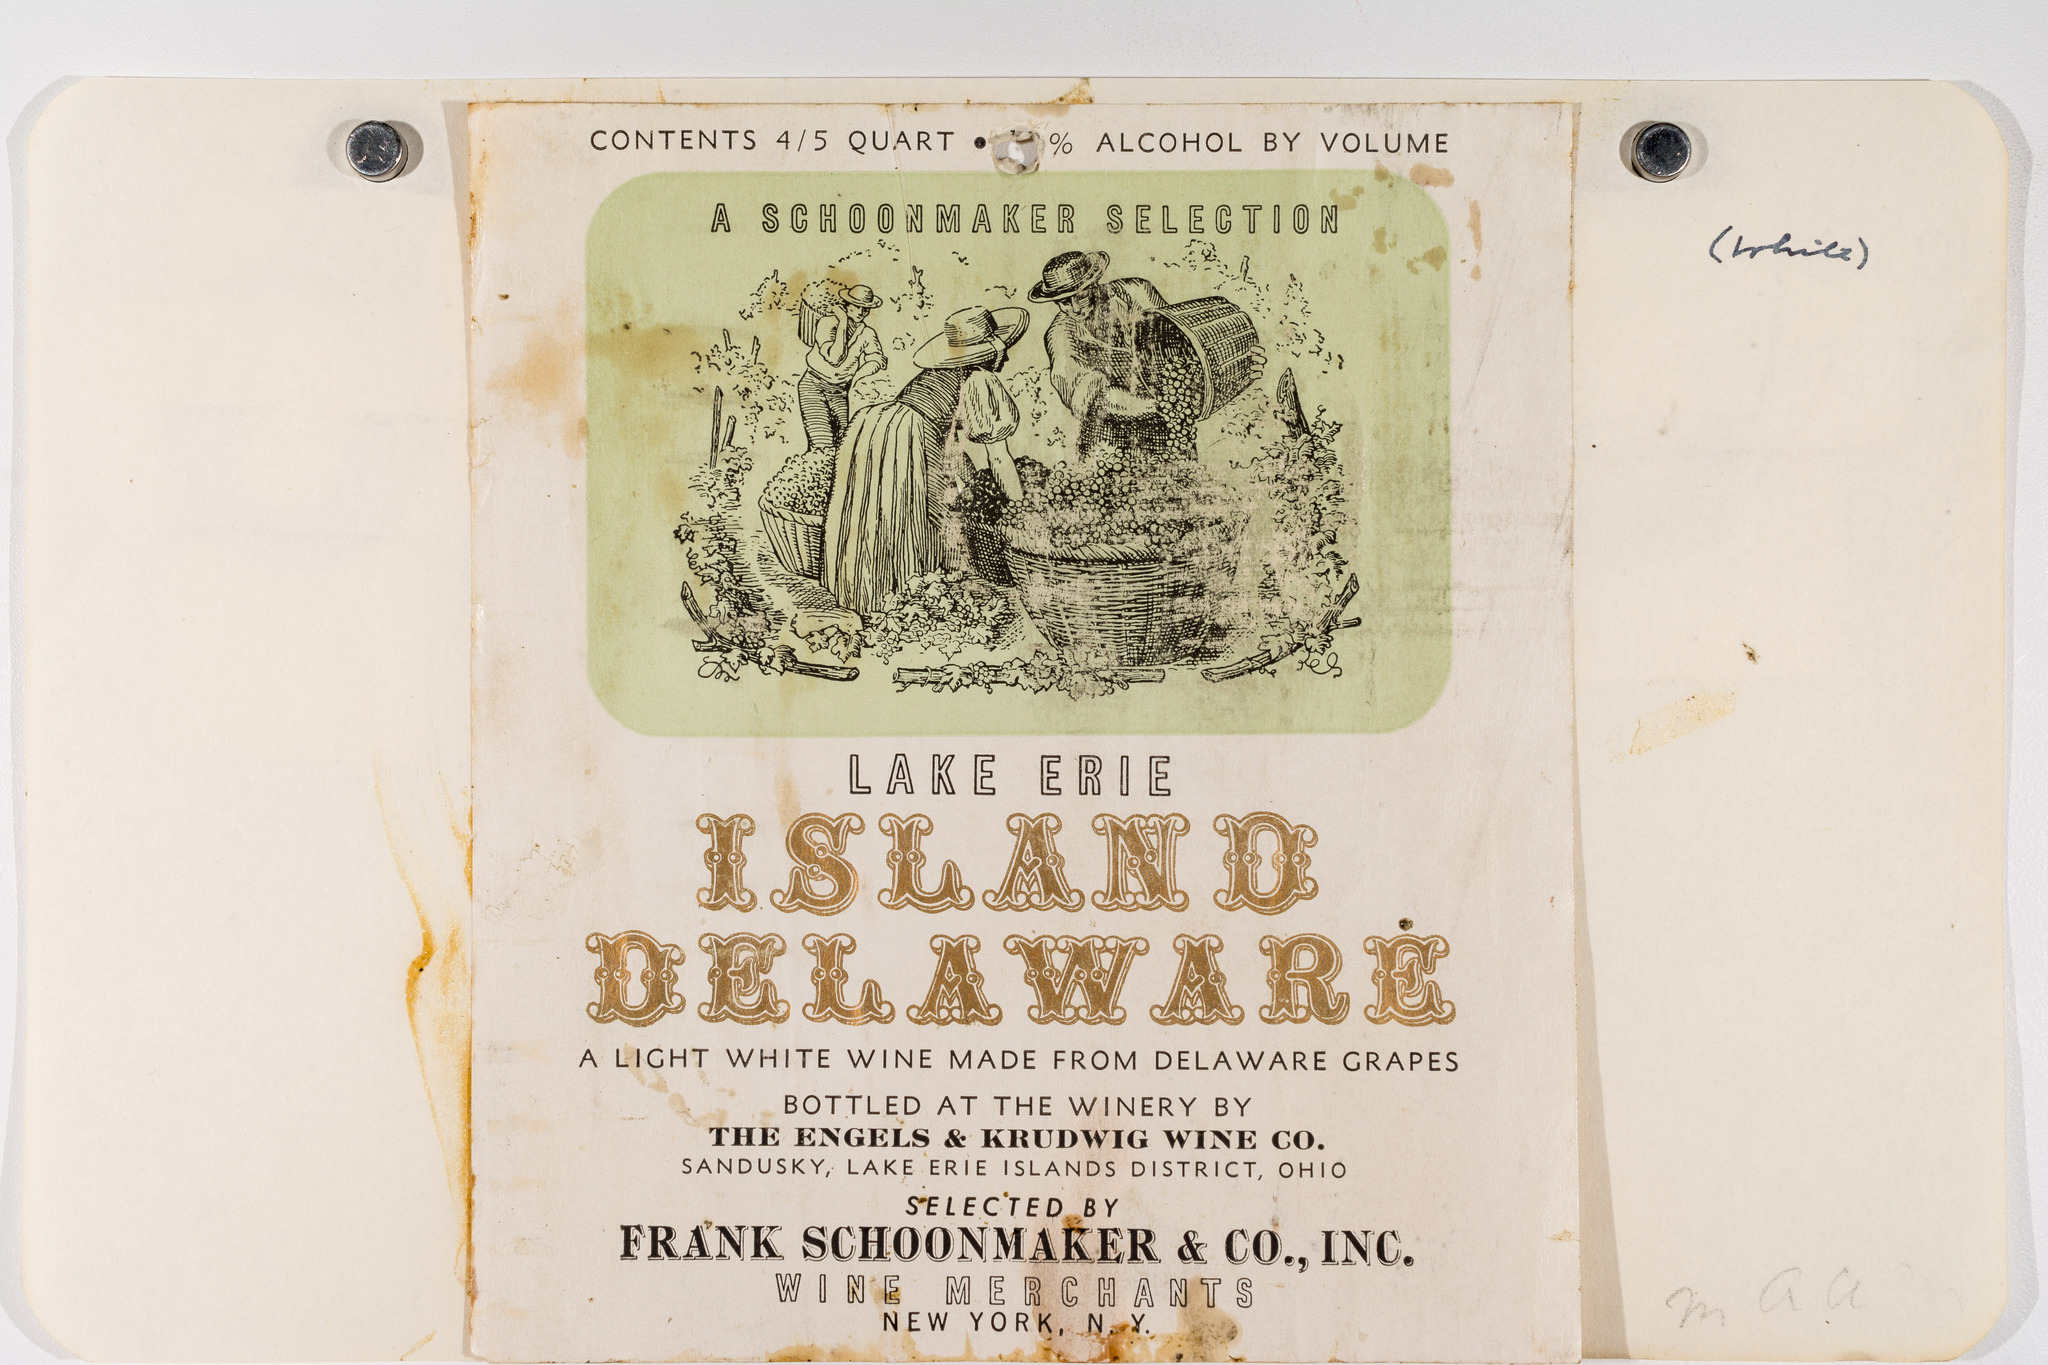 CONTENTS 4/5 QUART • % ALCOHOL BY VOLUME
A SCHOONMAKER SELECTION
(White)
LAKE ERIE
ISLAND
DELAWARE
A LIGHT WHITE WINE MADE FROM DELAWARE GRAPES
BOTTLED AT THE WINERY BY
THE ENGELS & KRUDWIG WINE CO.
SANDUSKY, LAKE ERIE ISLANDS DISTRICT, OHIO
SELECTED BY
FRANK SCHOONMAKER & CO., INC.
WINE MERCHANTS
NEW YORK, N. Y.